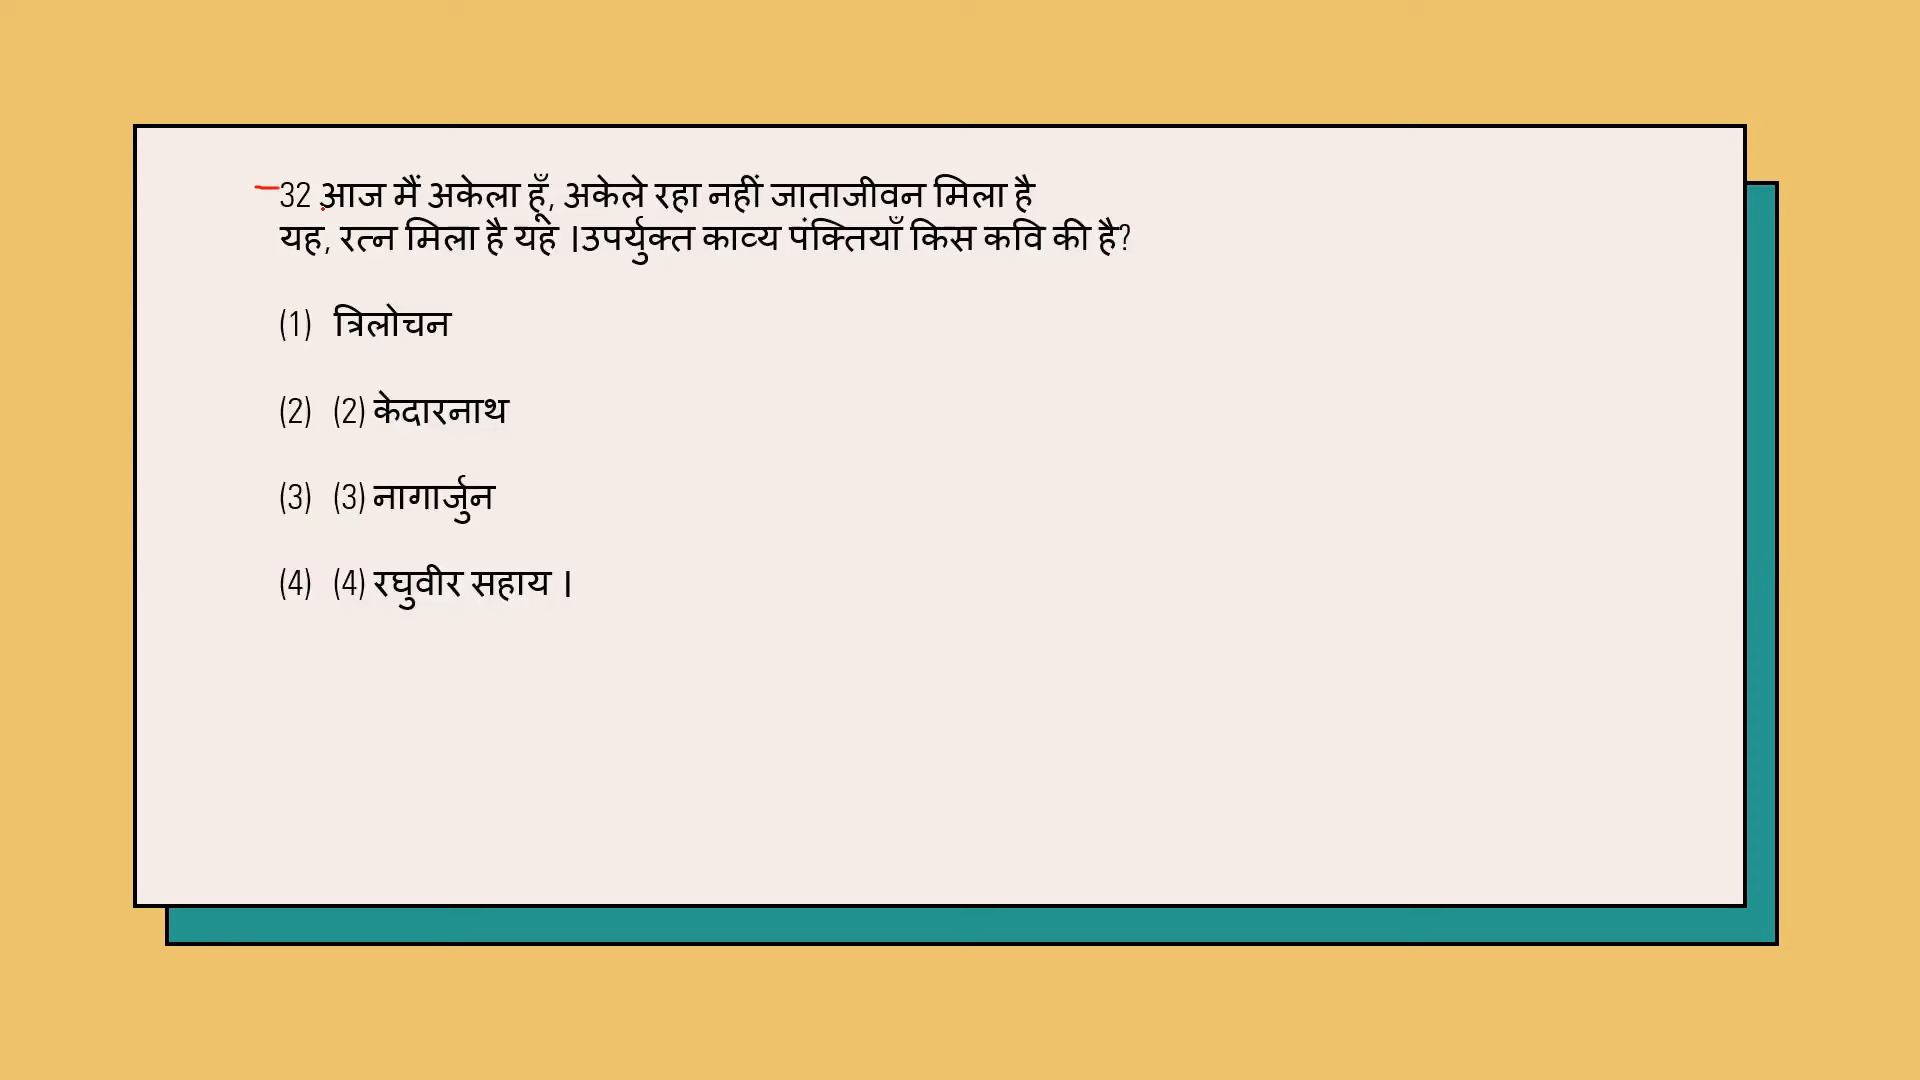 32 आज मैं अकेला हूँ, अकेले रहा नहीं जाताजीवन मिला है
यह, रत्न मिला है यह ।उपर्युक्त काव्य पंक्तियाँ किस कवि की है?
(1) त्रिलोचन
(2) (2) केदारनाथ
(3) (3) नागार्जुन
(4) (4) रघुवीर सहाय ।